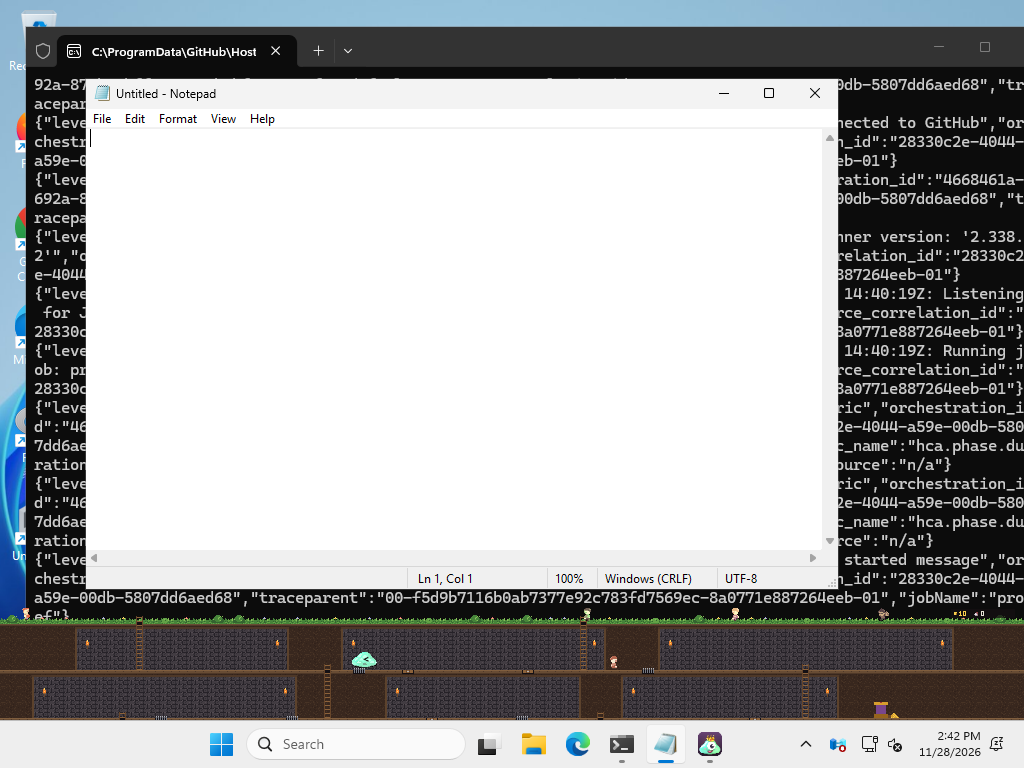 C:\ProgramData\GitHub\Host
Untitled - Notepad
File Edit Format View Help
0db-5807dd6aed68","tr
acepar
{"leve
nected to GitHub","or
chestr
n_id":"28330c2e-4044-
eb-01"}
{"leve
ration_id":"4668461a-
692a-8
00db-5807dd6aed68","t
racepa
{"leve
nner version: '2.338.
2'","o
relation_id":"28330c2
e-4044
887264eeb-01"}
{"leve
14:40:19Z: Listening
for J
rce_correlation_id":"
28330c
8a0771e887264eeb-01"}
{"leve
14:40:19Z: Running j
ob: pr
rce_correlation_id":"
28330c
8a0771e887264eeb-01"}
{"leve
ric","orchestration_i
d":"46
2e-4044-a59e-00db-580
7dd6ae
c_name":"hca.phase.du
ration
ource":"n/a"}
{"leve
ric","orchestration_i
d":"46
2e-4044-a59e-00db-580
7dd6ae
c_name":"hca.phase.du
ration
rce":"n/a"}
{"leve
started message","or
chestr
n_id":"28330c2e-4044-
Ln 1, Col 1 100% Windows (CRLF) UTF-8
a59e-00db-5807dd6aed68","traceparent":"00-f5d9b7116b0ab7377e92c783fd7569ec-8a0771e887264eeb-01","jobName":"pro
Search
2:42 PM
11/28/2026